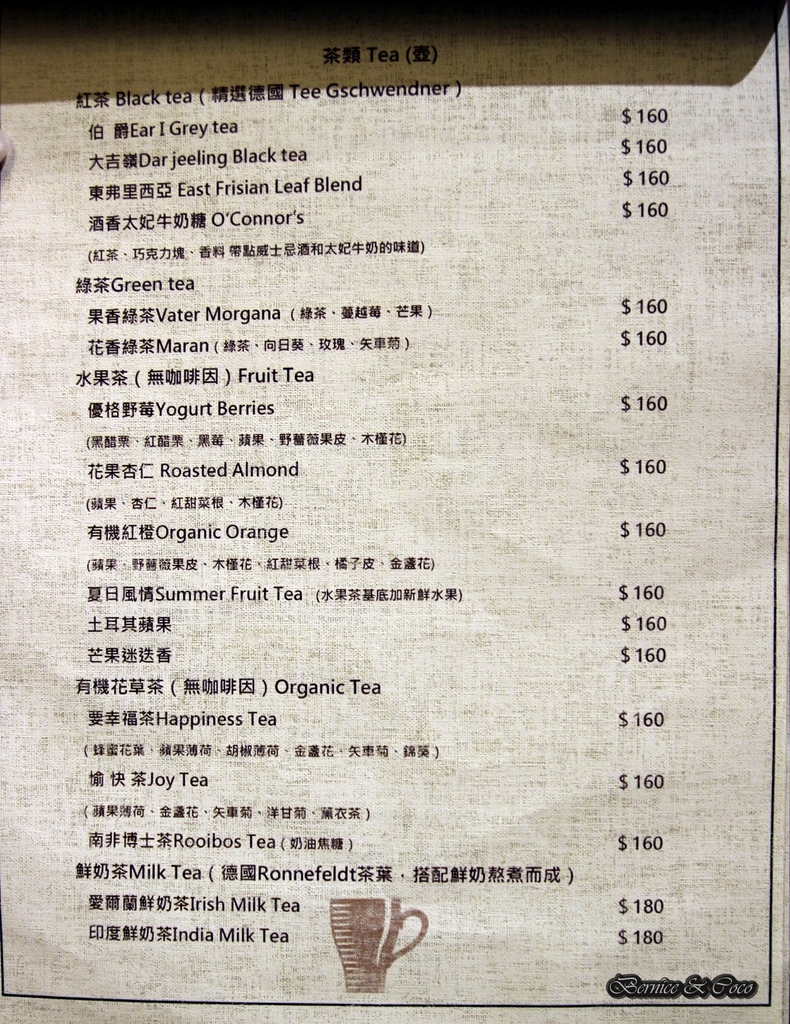 茶類 Tea (壺)
紅茶 Black tea ( 精選德國 Tee Gschwendner )
伯 爵Ear I Grey tea $ 160
大吉嶺Dar jeeling Black tea $ 160
東弗里西亞 East Frisian Leaf Blend $ 160
酒香太妃牛奶糖 O'Connor's $ 160
(紅茶、巧克力塊、香料 帶點威士忌酒和太妃牛奶的味道)
綠茶Green tea
果香綠茶Vater Morgana ( 綠茶、蔓越莓、芒果 ) $ 160
花香綠茶Maran ( 綠茶、向日葵、玫瑰、矢車菊 ) $ 160
水果茶 ( 無咖啡因 ) Fruit Tea
優格野莓Yogurt Berries $ 160
(黑醋栗、紅醋栗、黑莓、蘋果、野薔薇果皮、木槿花)
花果杏仁 Roasted Almond $ 160
(蘋果、杏仁、紅甜菜根、木槿花)
有機紅橙Organic Orange $ 160
(蘋果、野薔薇果皮、木槿花、紅甜菜根、橘子皮、金盞花)
夏日風情Summer Fruit Tea (水果茶基底加新鮮水果) $ 160
土耳其蘋果 $ 160
芒果迷迭香 $ 160
有機花草茶 ( 無咖啡因 ) Organic Tea
要幸福茶Happiness Tea $ 160
( 蜂蜜花葉、蘋果薄荷、胡椒薄荷、金盞花、矢車菊、錦葵 )
愉 快 茶Joy Tea $ 160
( 蘋果薄荷、金盞花、矢車菊、洋甘菊、薰衣茶 )
南非博士茶Rooibos Tea ( 奶油焦糖 ) $ 160
鮮奶茶Milk Tea ( 德國Ronnefeldt茶葉，搭配鮮奶熬煮而成 )
愛爾蘭鮮奶茶Irish Milk Tea $ 180
印度鮮奶茶India Milk Tea $ 180
Bernice & Coco